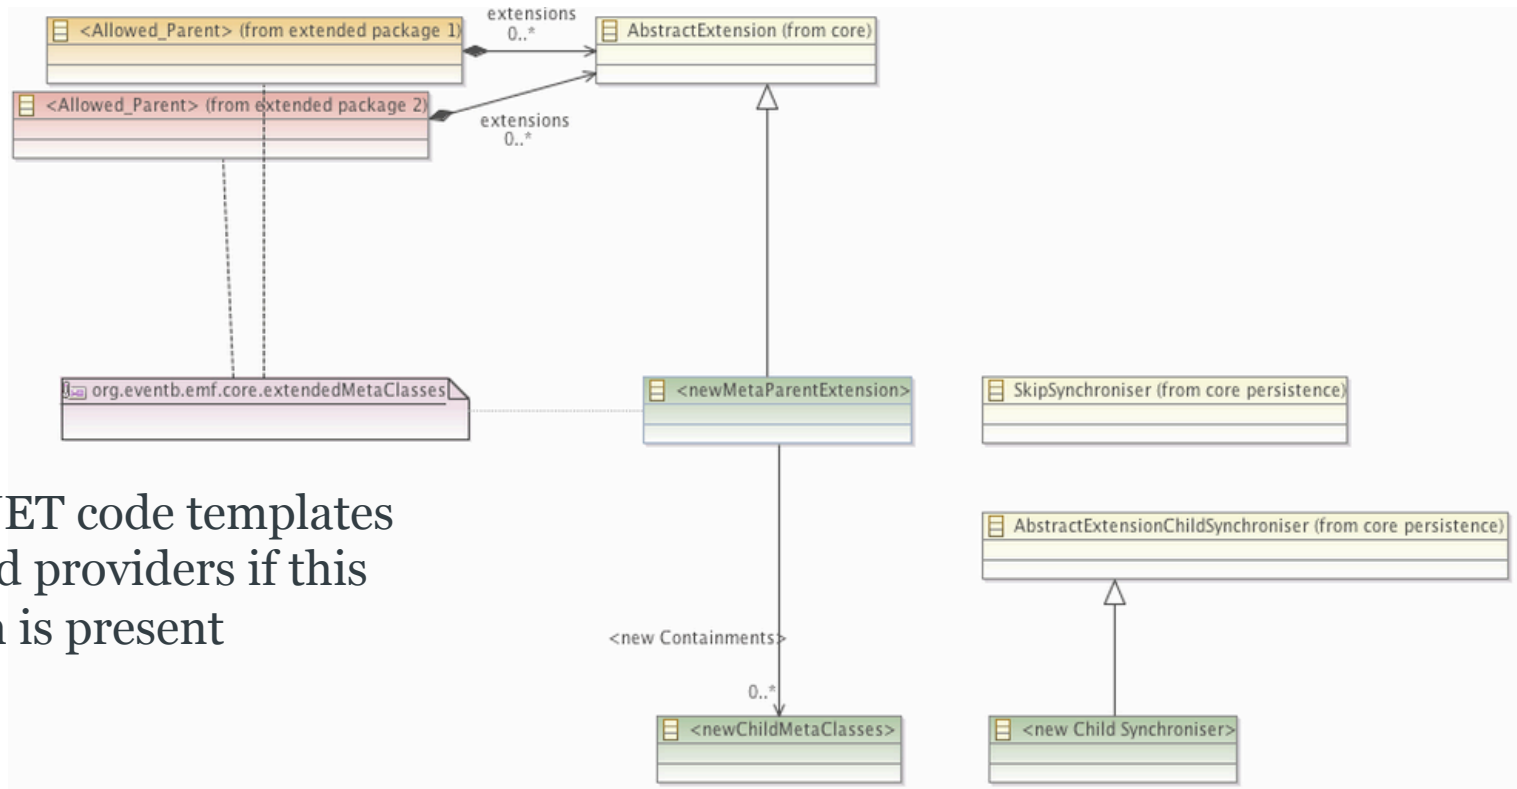 extensions
0..*
<Allowed_Parent> (from extended package 1)
AbstractExtension (from core)
<Allowed_Parent> (from extended package 2)
extensions
0..*
org.eventb.emf.core.extendedMetaClasses
<newMetaParentExtension>
SkipSynchroniser (from core persistence)
code templates
providers if this
is present
AbstractExtensionChildSynchroniser (from core persistence)
<new Containments>
0..*
<newChildMetaClasses>
<new Child Synchroniser>